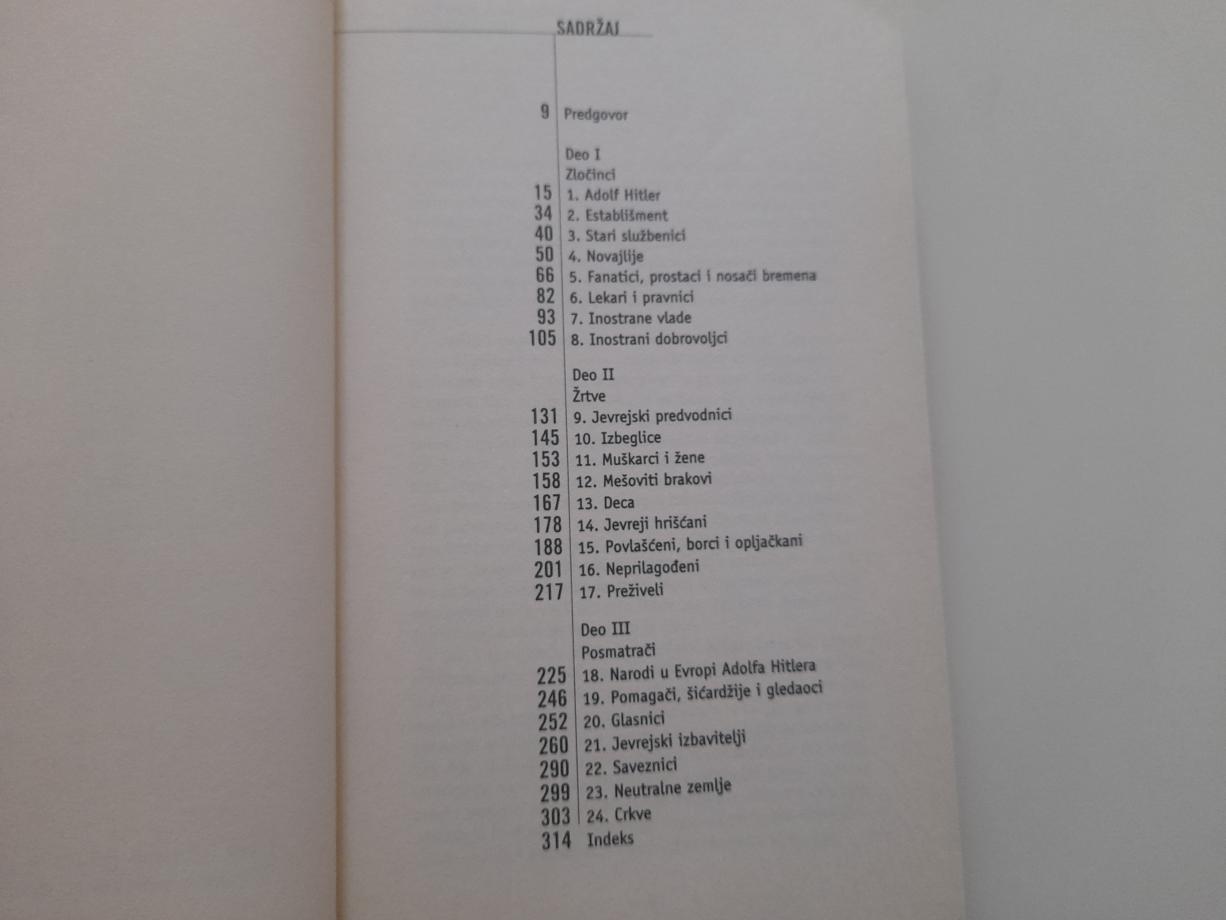 SADRŽAJ
9 Predgovor
Deo I
Zločinci
15 1. Adolf Hitler
34 2. Establišment
40 3. Stari službenici
50 4. Novajlije
66 5. Fanatici, prostaci i nosači bremena
82 6. Lekari i pravnici
93 7. Inostrane vlade
105 8. Inostrani dobrovoljci
Deo II
Žrtve
131 9. Jevrejski predvodnici
145 10. Izbeglice
153 11. Muškarci i žene
158 12. Mešoviti brakovi
167 13. Deca
178 14. Jevreji hrišćani
188 15. Povlašćeni, borci i opljačkani
201 16. Neprilagođeni
217 17. Preživeli
Deo III
Posmatrači
225 18. Narodi u Evropi Adolfa Hitlera
246 19. Pomagači, šićardžije i gledaoci
252 20. Glasnici
260 21. Jevrejski izbavitelji
290 22. Saveznici
299 23. Neutralne zemlje
303 24. Crkve
314 Indeks